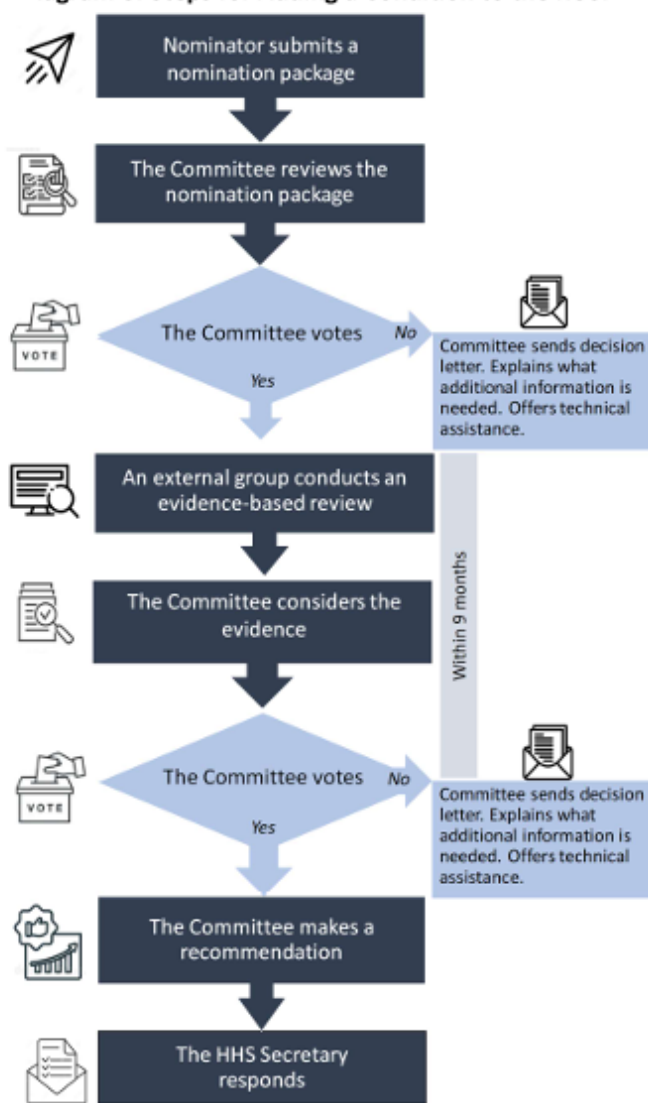 Nominator submits a
nomination package
The Committee reviews the
nomination package
VOTE
The Committee votes
No
Yes
Committee sends decision
letter. Explains what
additional information is
needed. Offers technical
assistance.
An external group conducts an
evidence-based review
Within 9 months
The Committee considers the
evidence
VOTE
The Committee votes
No
Yes
Committee sends decision
letter. Explains what
additional information is
needed. Offers technical
assistance.
The Committee makes a
recommendation
The HHS Secretary
responds